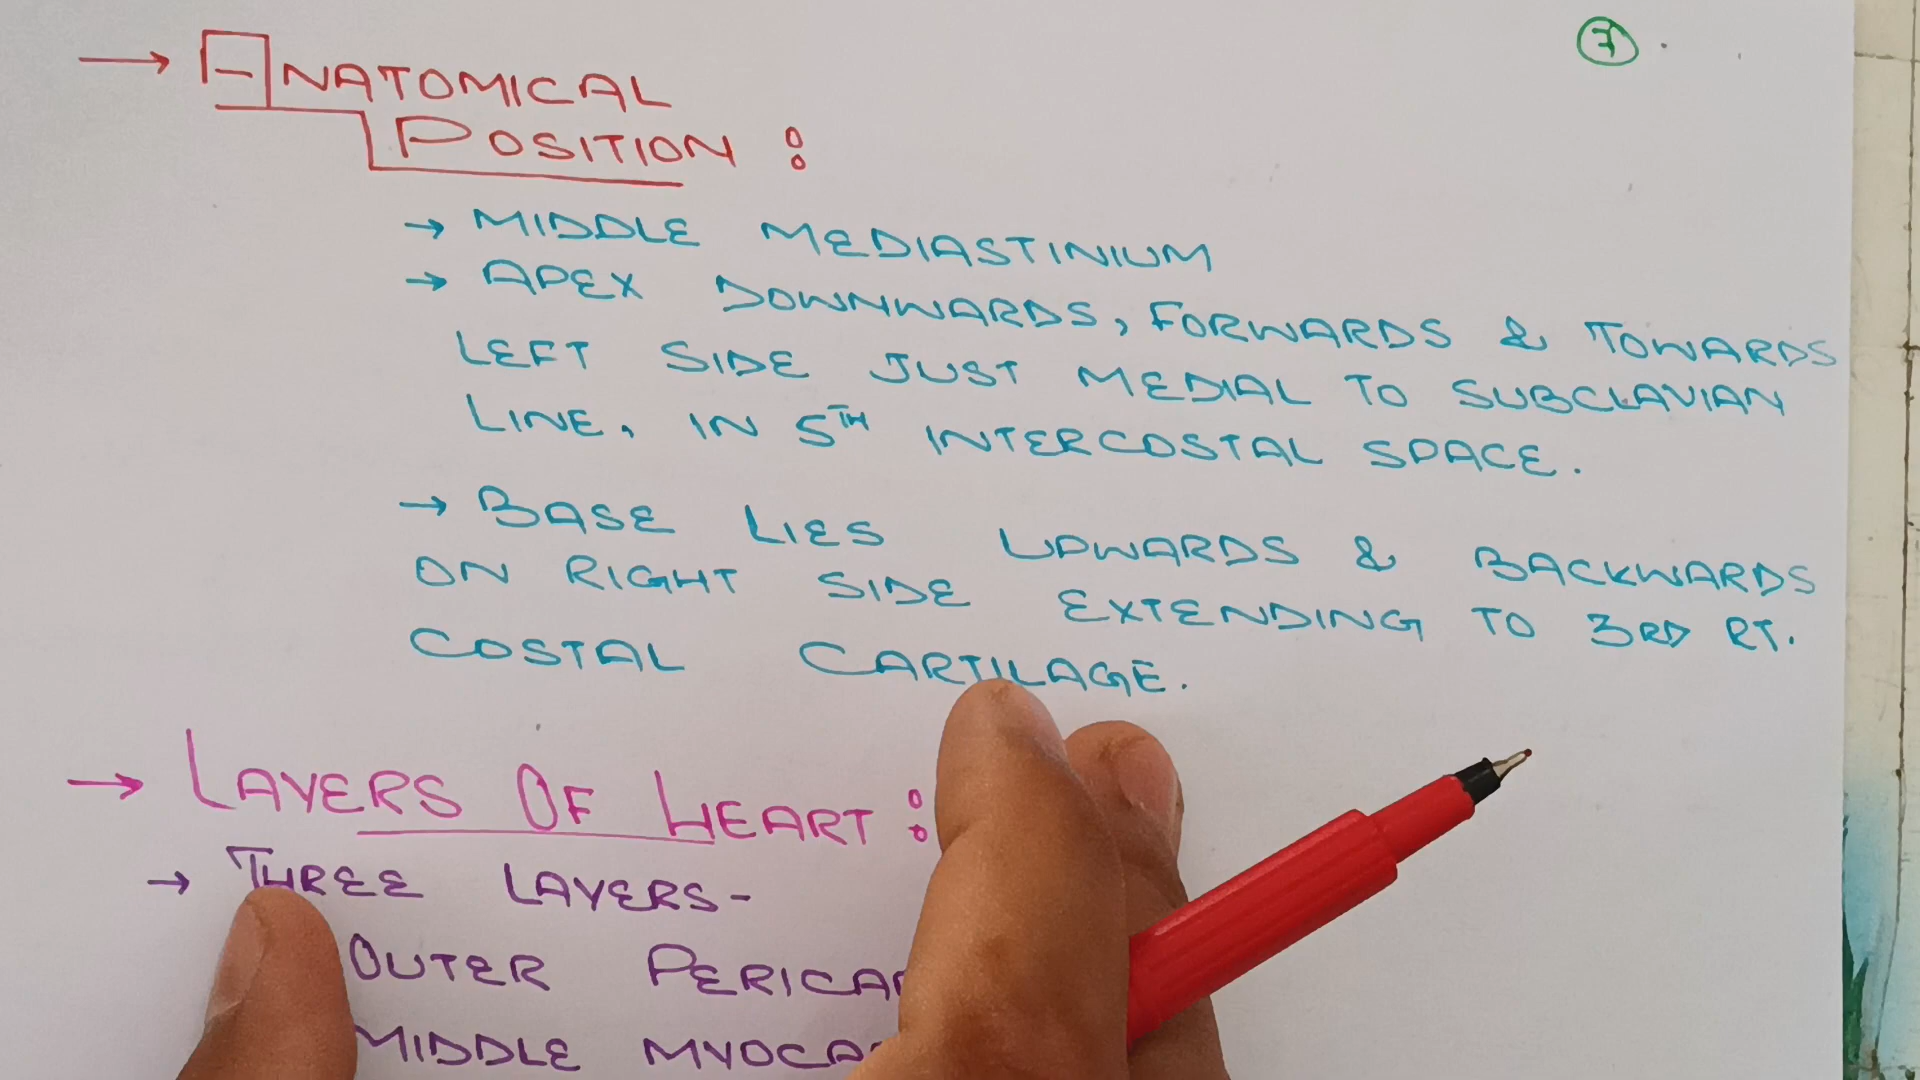 7
→ ANATOMICAL
POSITION :
→ MIDDLE MEDIASTINIUM
→ APEX DOWNWARDS, FORWARDS & TOWARDS
LEFT SIDE JUST MEDIAL TO SUBCLAVIAN
LINE, IN 5TH INTERCOSTAL SPACE.
→ BASE LIES UPWARDS & BACKWARDS
ON RIGHT SIDE EXTENDING TO 3RD RT.
COSTAL CARTILAGE.
→ LAYERS OF HEART :
→ THREE LAYERS-
OUTER
MIDDLE